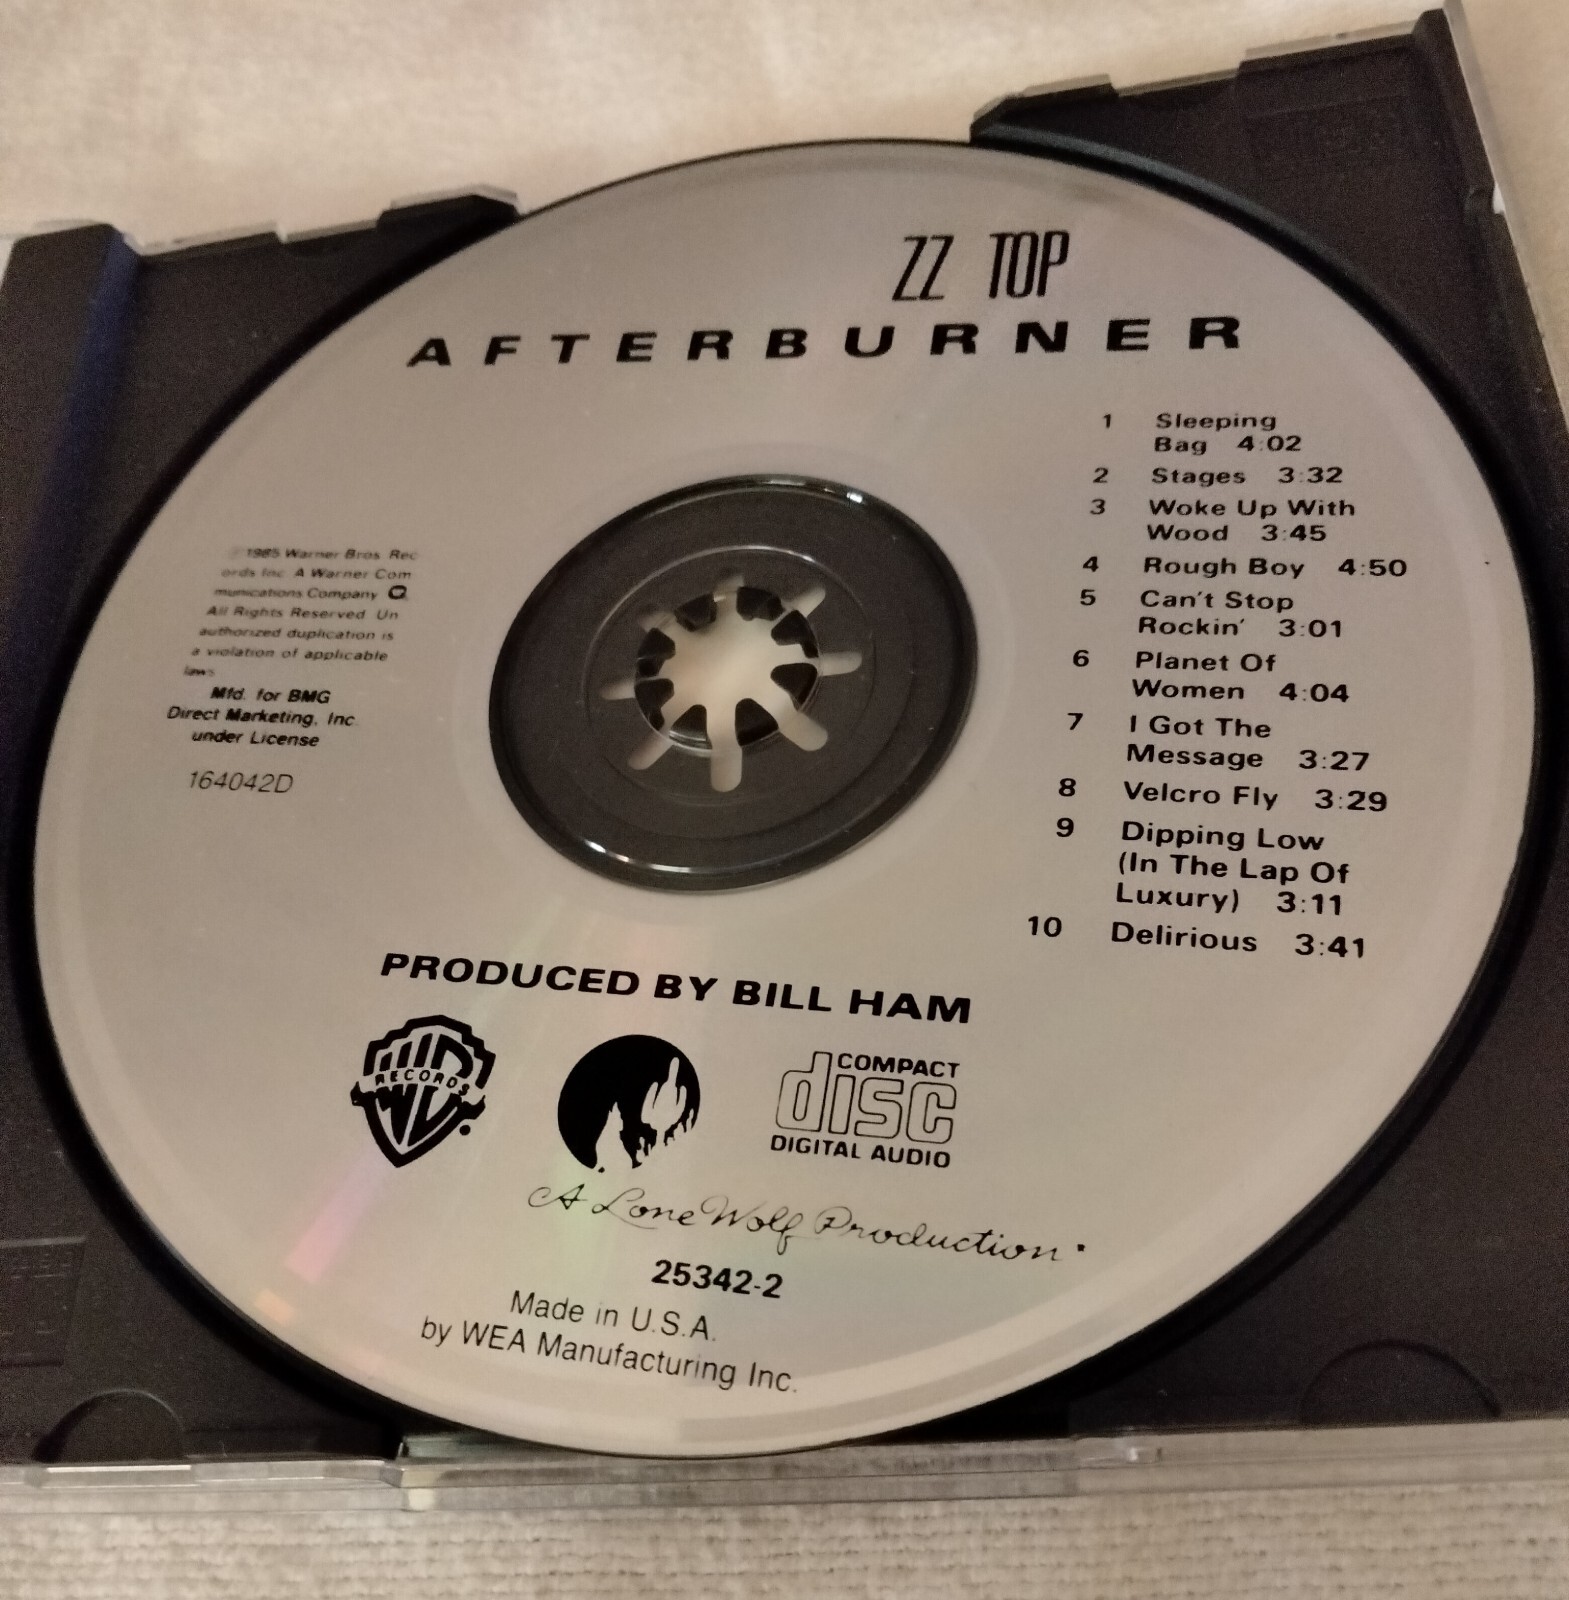 ZZ TOP
AFTERBURNER
1 Sleeping
Bag 4:02
2 Stages 3:32
3 Woke Up With
Wood 3:45
4 Rough Boy 4:50
5 Can't Stop
Rockin' 3:01
6 Planet Of
Women 4:04
7 I Got The
Message 3:27
8 Velcro Fly 3:29
9 Dipping Low
(In The Lap Of
Luxury) 3:11
10 Delirious 3:41
℗ 1985 Warner Bros. Rec
ords Inc. A Warner Com
munications Company
All Rights Reserved. Un
authorized duplication is
a violation of applicable
laws
Mfd. for BMG
Direct Marketing, Inc.
under License
164042D
PRODUCED BY BILL HAM
WB
RECORDS
COMPACT
disc
DIGITAL AUDIO
A Lone Wolf Production
25342-2
Made in U.S.A.
by WEA Manufacturing Inc.